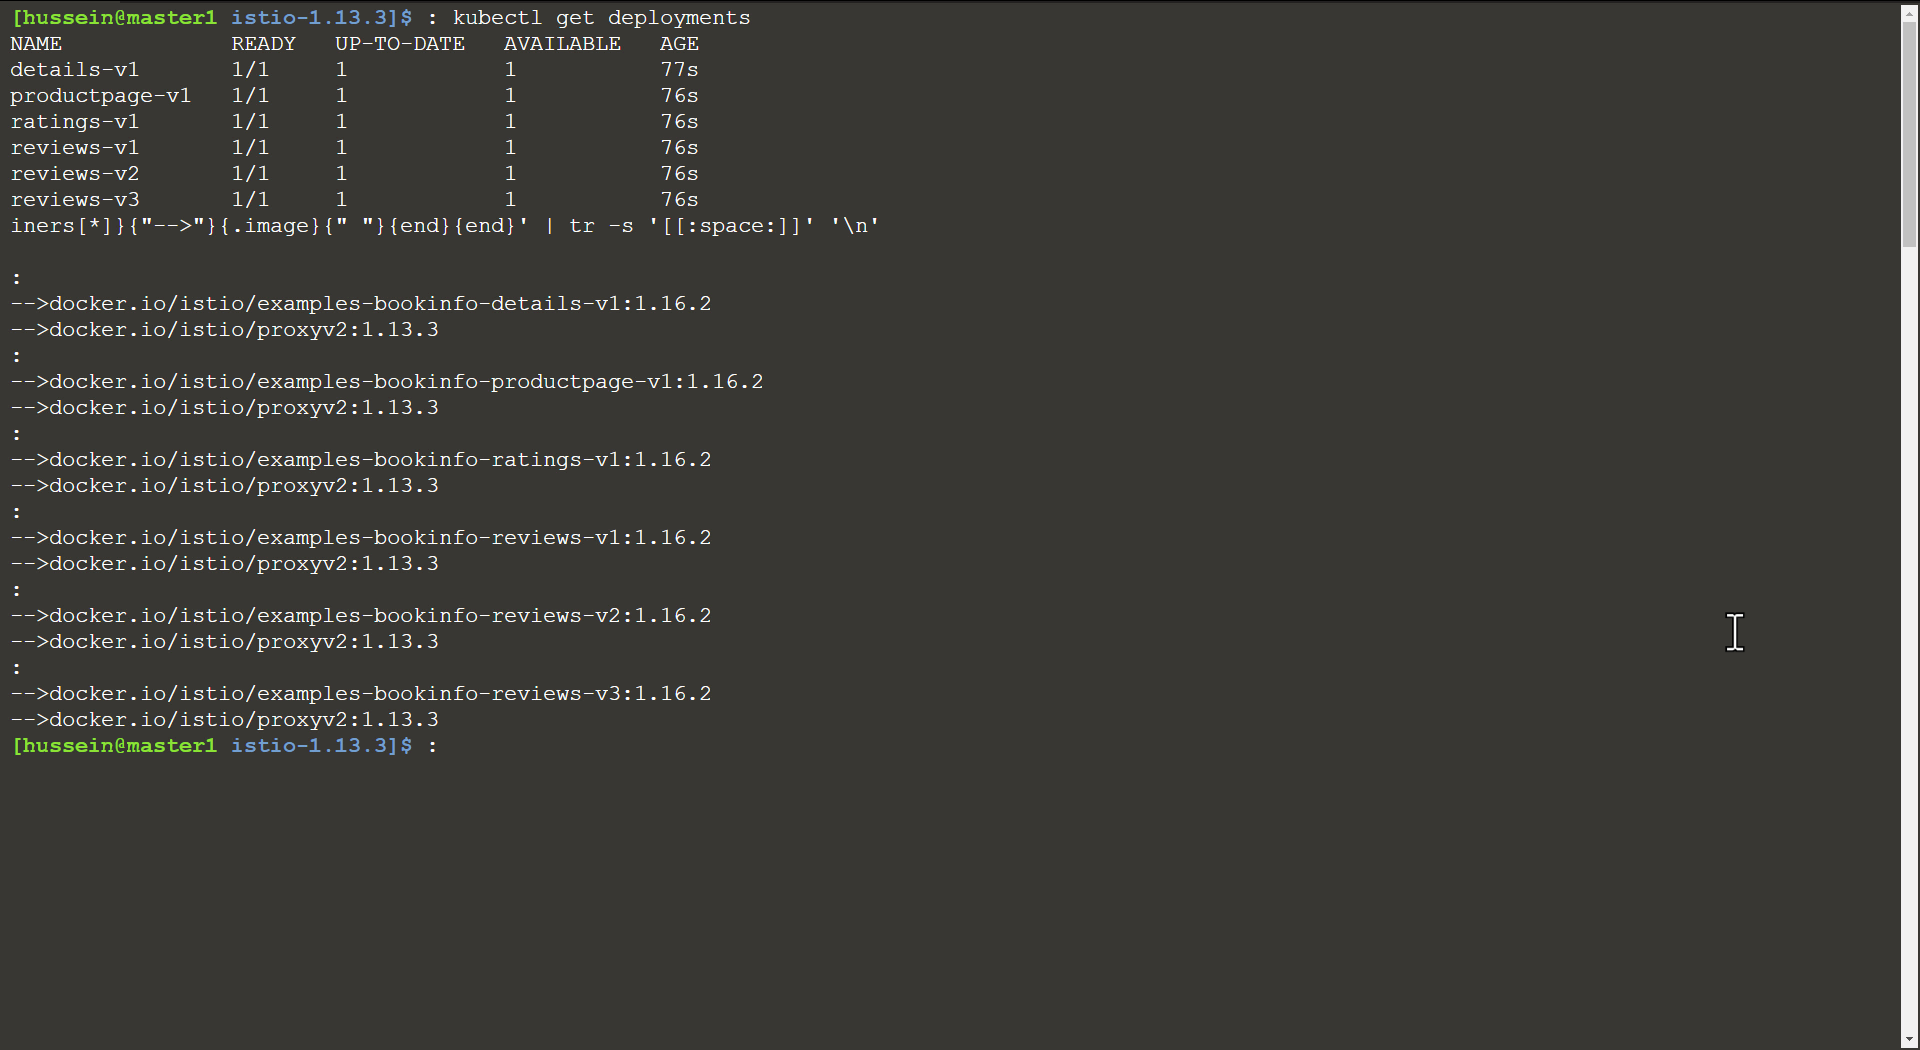 [hussein@master1 istio-1.13.3]$ : kubectl get deployments
NAME             READY   UP-TO-DATE   AVAILABLE   AGE
details-v1       1/1     1            1           77s
productpage-v1   1/1     1            1           76s
ratings-v1       1/1     1            1           76s
reviews-v1       1/1     1            1           76s
reviews-v2       1/1     1            1           76s
reviews-v3       1/1     1            1           76s
iners[*]}{"-->"}{.image}{" "}{end}{end}' | tr -s '[[:space:]]' '\n'
:
-->docker.io/istio/examples-bookinfo-details-v1:1.16.2
-->docker.io/istio/proxyv2:1.13.3
:
-->docker.io/istio/examples-bookinfo-productpage-v1:1.16.2
-->docker.io/istio/proxyv2:1.13.3
:
-->docker.io/istio/examples-bookinfo-ratings-v1:1.16.2
-->docker.io/istio/proxyv2:1.13.3
:
-->docker.io/istio/examples-bookinfo-reviews-v1:1.16.2
-->docker.io/istio/proxyv2:1.13.3
:
-->docker.io/istio/examples-bookinfo-reviews-v2:1.16.2
-->docker.io/istio/proxyv2:1.13.3
:
-->docker.io/istio/examples-bookinfo-reviews-v3:1.16.2
-->docker.io/istio/proxyv2:1.13.3
[hussein@master1 istio-1.13.3]$ :